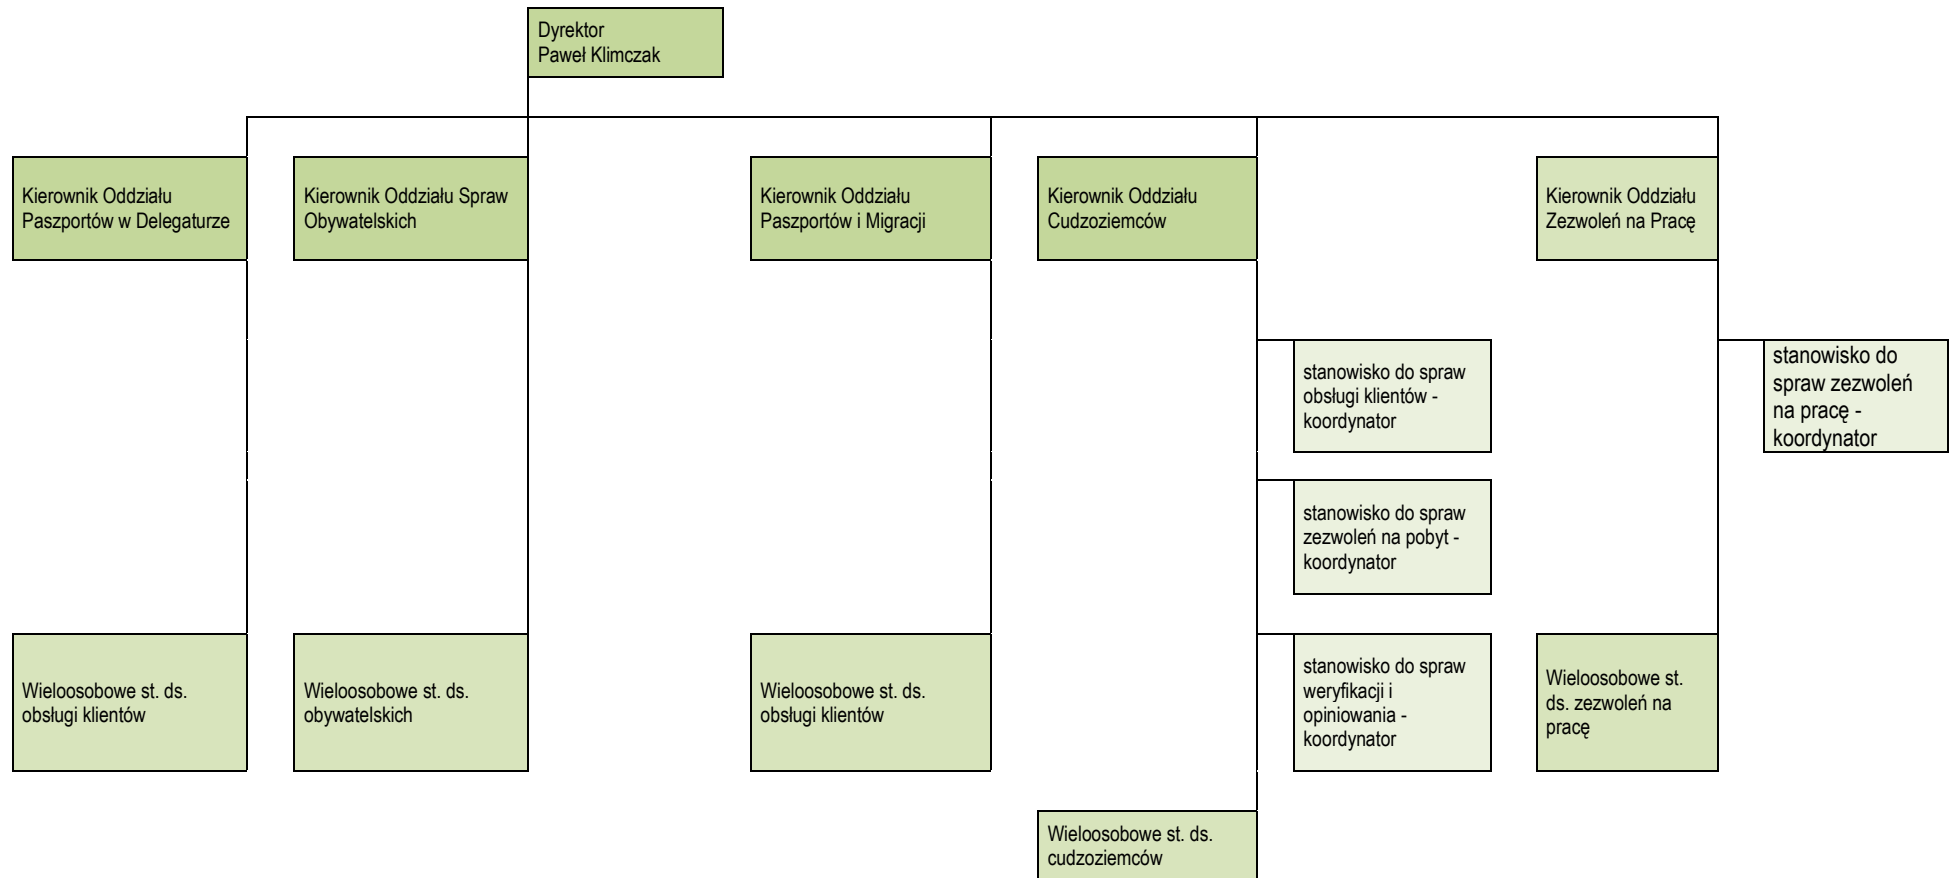 Dyrektor
Paweł Klimczak
Kierownik Oddziału
Paszportów w Delegaturze
Kierownik Oddziału Spraw
Obywatelskich
Kierownik Oddziału
Paszportów i Migracji
Kierownik Oddziału
Cudzoziemców
Kierownik Oddziału
Zezwoleń na Pracę
stanowisko do spraw
obsługi klientów -
koordynator
stanowisko do
spraw zezwoleń
na pracę -
koordynator
stanowisko do spraw
zezwoleń na pobyt -
koordynator
Wieloosobowe st. ds.
obsługi klientów
Wieloosobowe st. ds.
obywatelskich
Wieloosobowe st. ds.
obsługi klientów
stanowisko do spraw
weryfikacji i
opiniowania -
koordynator
Wieloosobowe st.
ds. zezwoleń na
pracę
Wieloosobowe st. ds.
cudzoziemców